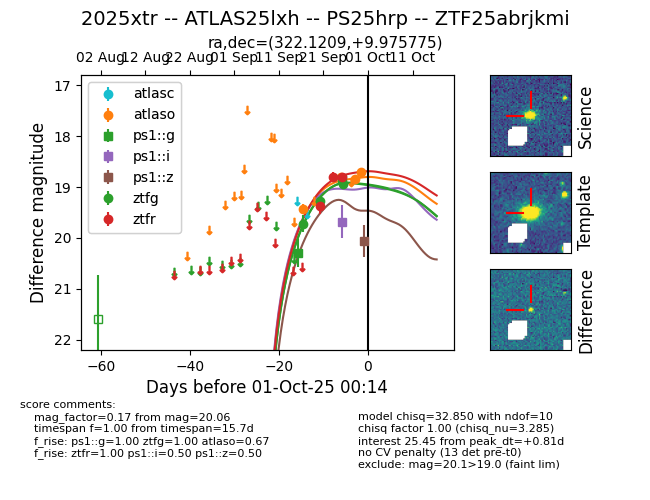 2025xtr -- ATLAS25lxh -- PS25hrp -- ZTF25abrjkmi
ra,dec=(322.1209,+9.975775)
02 Aug 12 Aug 22 Aug 01 Sep 11 Sep 21 Sep 01 Oct 11 Oct
17
18
19
20
21
22
Difference magnitude
atlasc
atlaso
ps1::g
ps1::i
ps1::z
ztfg
ztfr
−60 −40 −20 0
Days before 01-Oct-25 00:14
Science
Template
Difference
score comments:
mag_factor=0.17 from mag=20.06
timespan f=1.00 from timespan=15.7d
f_rise: ps1::g=1.00 ztfg=1.00 atlaso=0.67
f_rise: ztfr=1.00 ps1::i=0.50 ps1::z=0.50
model chisq=32.850 with ndof=10
chisq factor 1.00 (chisq_nu=3.285)
interest 25.45 from peak_dt=+0.81d
no CV penalty (13 det pre-t0)
exclude: mag=20.1>19.0 (faint lim)